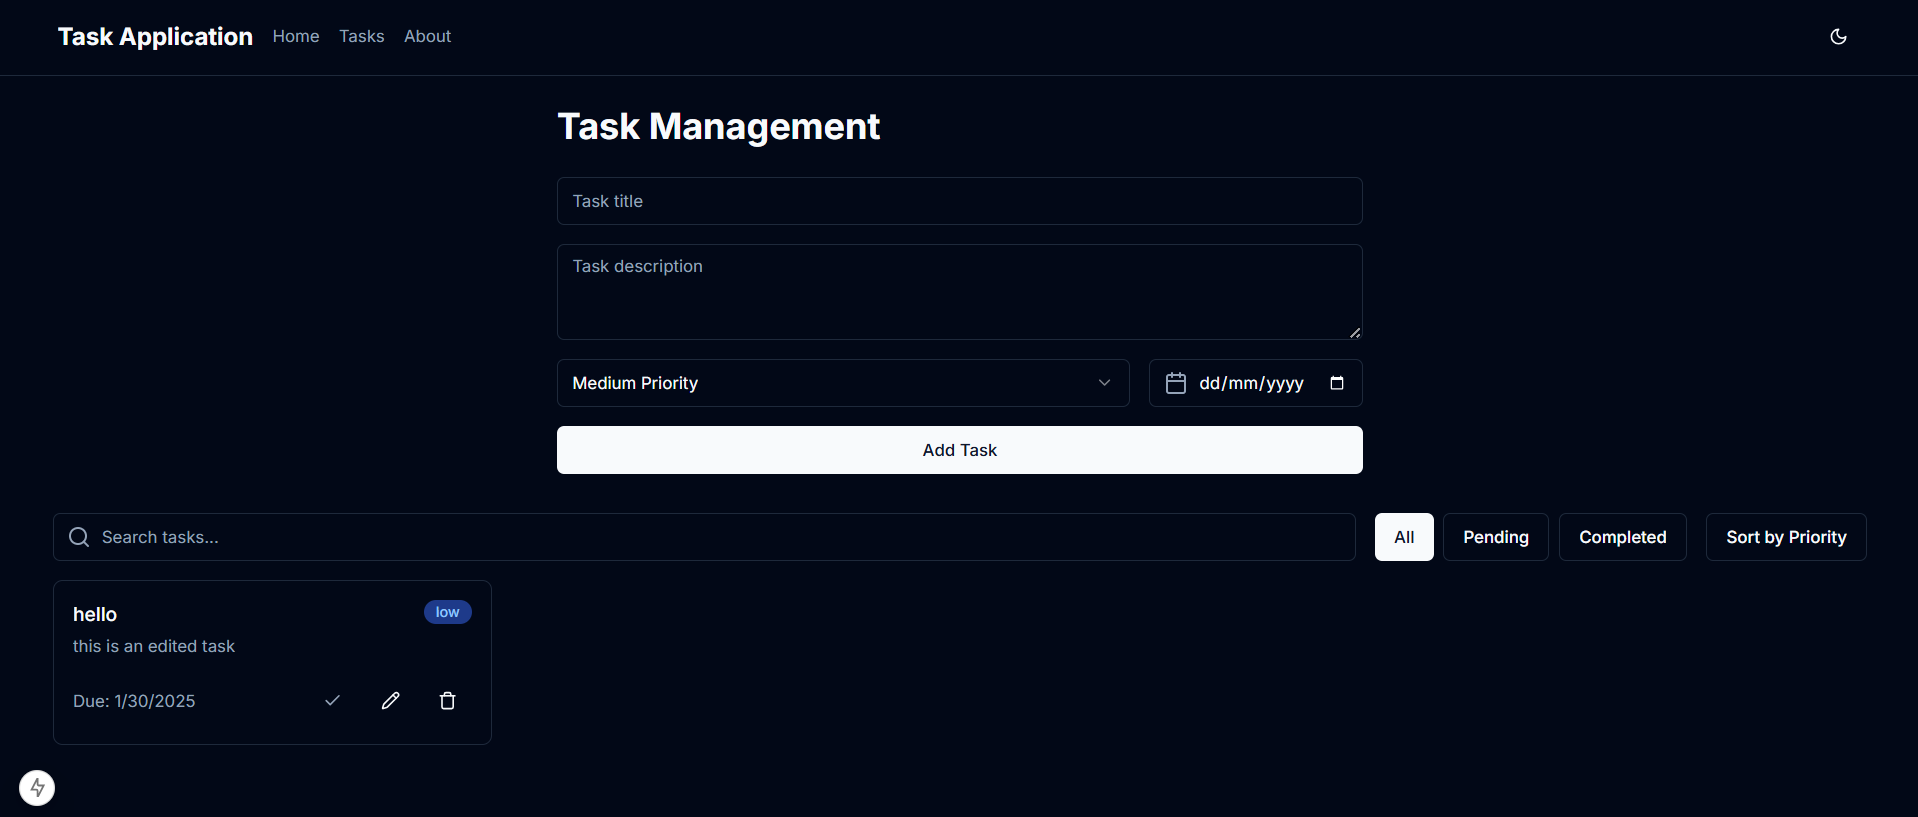 Task Application Home Tasks About
Task Management
Task title
Task description
Medium Priority dd/mm/yyyy
Add Task
Search tasks... All Pending Completed Sort by Priority
hello low
this is an edited task
Due: 1/30/2025